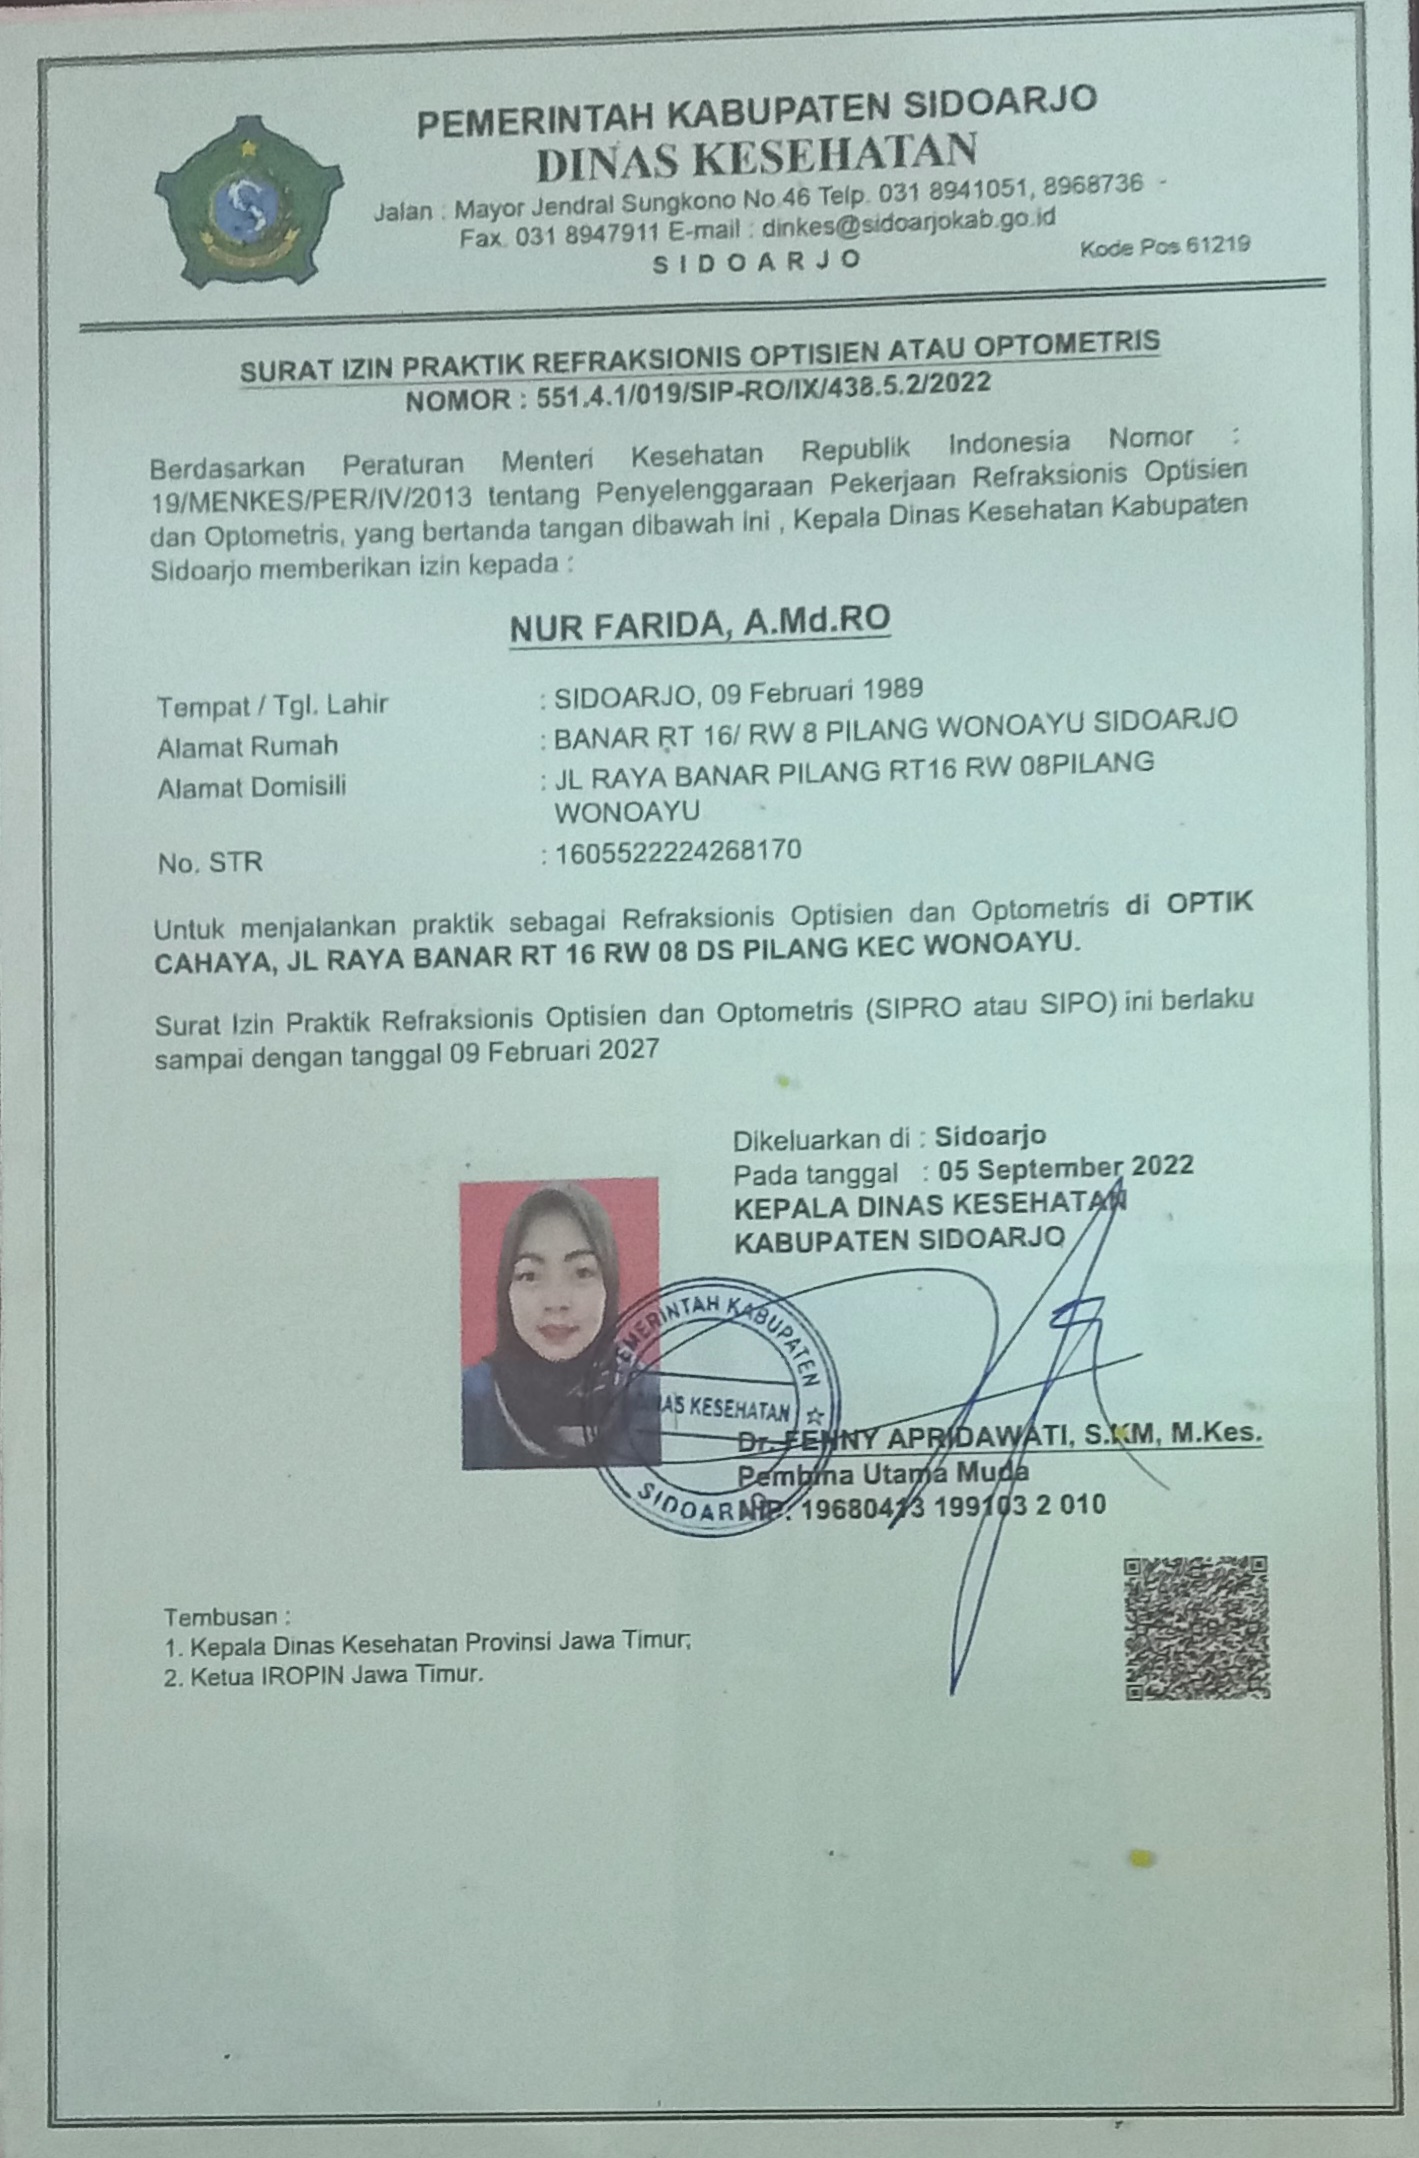 PEMERINTAH KABUPATEN SIDOARJO
DINAS KESEHATAN
Jalan : Mayor Jendral Sungkono No.46 Telp. 031 8941051, 8968736 -
Fax. 031 8947911 E-mail : dinkes@sidoarjokab.go.id
SIDOARJO
Kode Pos 61219
SURAT IZIN PRAKTIK REFRAKSIONIS OPTISIEN ATAU OPTOMETRIS
NOMOR : 551.4.1/019/SIP-RO/IX/438.5.2/2022
Berdasarkan Peraturan Menteri Kesehatan Republik Indonesia Nomor :
19/MENKES/PER/IV/2013 tentang Penyelenggaraan Pekerjaan Refraksionis Optisien
dan Optometris, yang bertanda tangan dibawah ini , Kepala Dinas Kesehatan Kabupaten
Sidoarjo memberikan izin kepada :
NUR FARIDA, A.Md.RO
Tempat / Tgl. Lahir : SIDOARJO, 09 Februari 1989
Alamat Rumah : BANAR RT 16/ RW 8 PILANG WONOAYU SIDOARJO
Alamat Domisili : JL RAYA BANAR PILANG RT16 RW 08PILANG
WONOAYU
No. STR : 1605522224268170
Untuk menjalankan praktik sebagai Refraksionis Optisien dan Optometris di OPTIK
CAHAYA, JL RAYA BANAR RT 16 RW 08 DS PILANG KEC WONOAYU.
Surat Izin Praktik Refraksionis Optisien dan Optometris (SIPRO atau SIPO) ini berlaku
sampai dengan tanggal 09 Februari 2027
Dikeluarkan di : Sidoarjo
Pada tanggal : 05 September 2022
KEPALA DINAS KESEHATAN
KABUPATEN SIDOARJO
PEMERINTAH KABUPATEN
DINAS KESEHATAN
SIDOARJO
Dr. FENNY APRIDAWATI, S.KM, M.Kes.
Pembina Utama Muda
NIP. 19680413 199103 2 010
Tembusan :
1. Kepala Dinas Kesehatan Provinsi Jawa Timur;
2. Ketua IROPIN Jawa Timur.